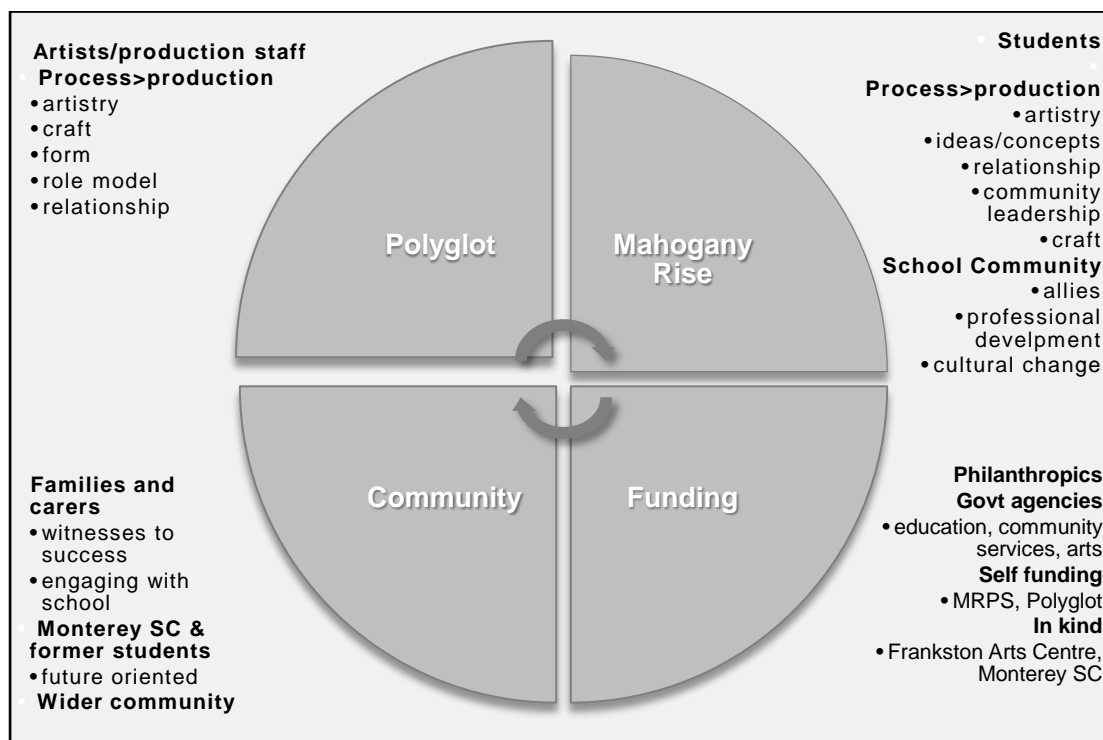 Artists/production staff
• Process>production
• artistry
• craft
• form
• role model
• relationship
Polyglot
Mahogany
Rise
• Students
•
Process>production
• artistry
• ideas/concepts
• relationship
• community
leadership
• craft
School Community
• allies
• professional
develpment
• cultural change
Families and
carers
• witnesses to
success
• engaging with
school
• Monterey SC &
former students
• future oriented
• Wider community
Community
Funding
Philanthropics
Govt agencies
• education, community
services, arts
Self funding
• MRPS, Polyglot
In kind
• Frankston Arts Centre,
Monterey SC